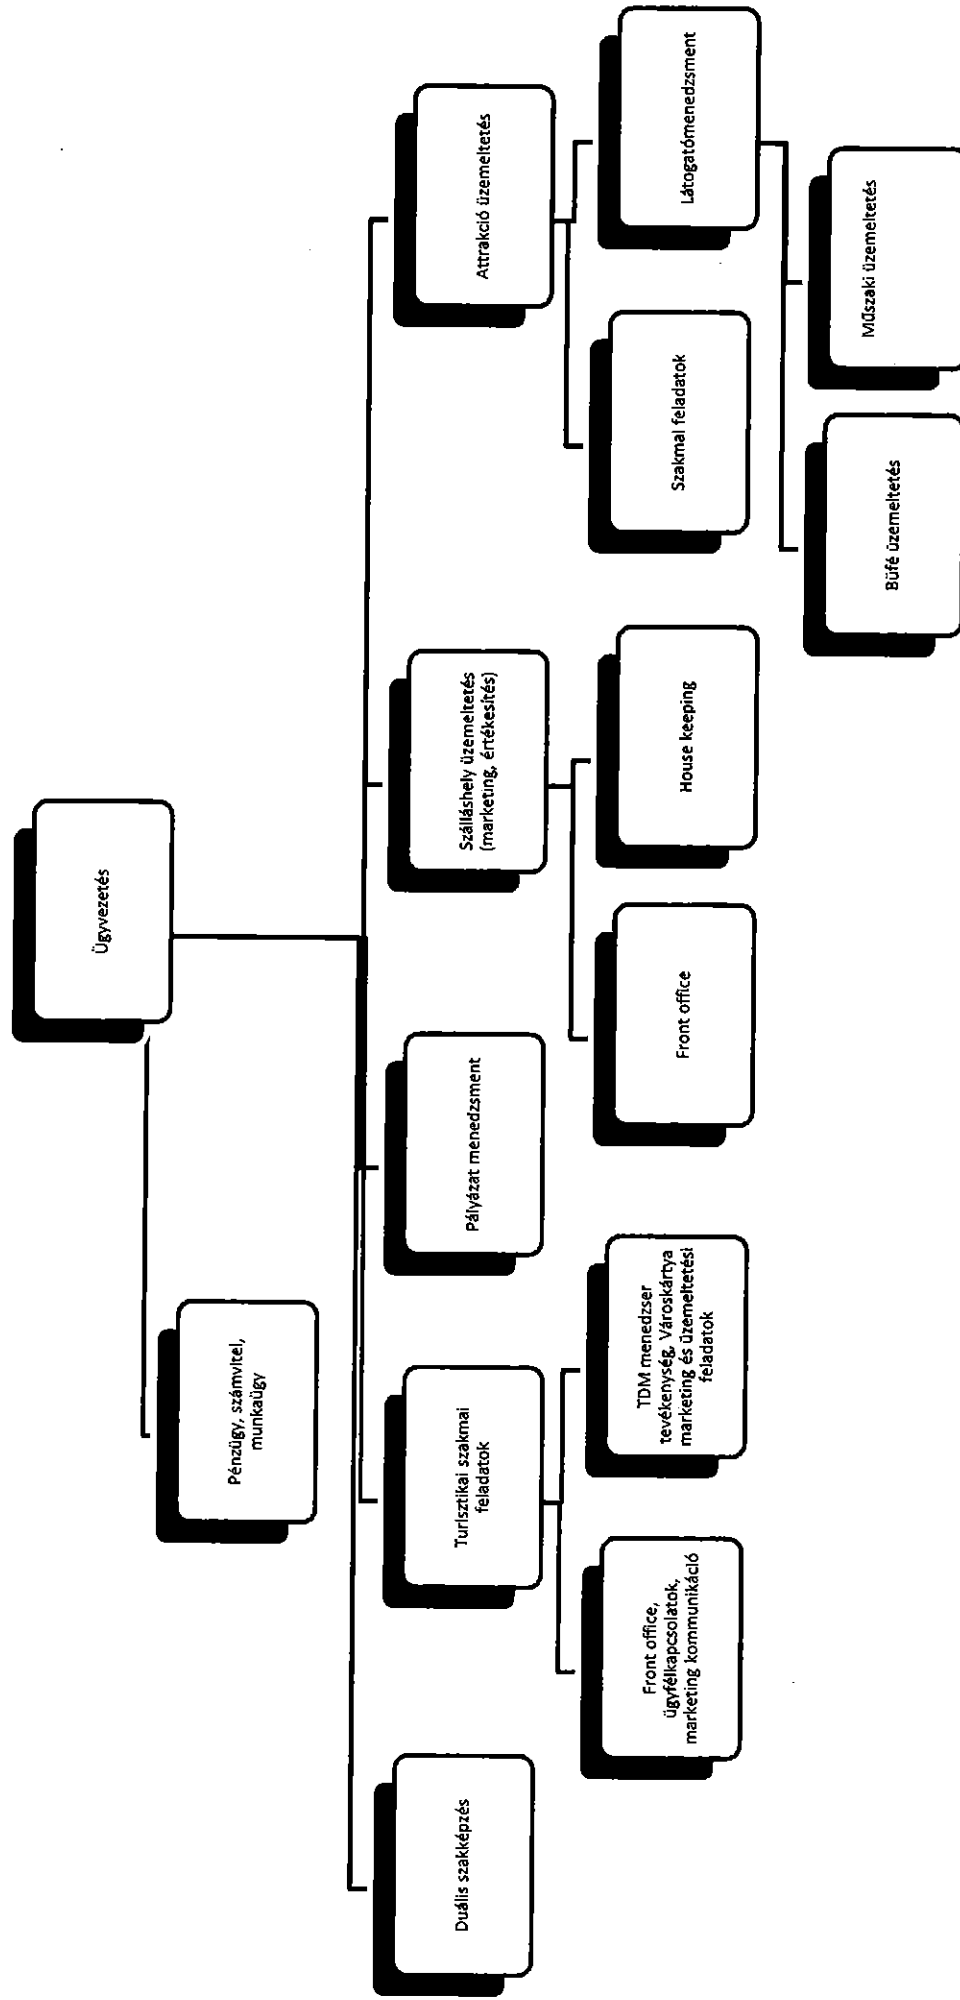 Ügyvezetés
Pénzügy, számvitel,
munkaügy
Duális szakképzés
Turisztikai szakmai
feladatok
Pályázat menedzsment
Szálláshely üzemeltetés
(marketing, értékesítés)
Attrakció üzemeltetés
Front office,
ügyfélkapcsolatok,
marketing kommunikáció
TDM menedzser
tevékenység, Városkártya
marketing és üzemeltetési
feladatok
Front office
House keeping
Szakmai feladatok
Látogatómenedzsment
Büfé üzemeltetés
Műszaki üzemeltetés